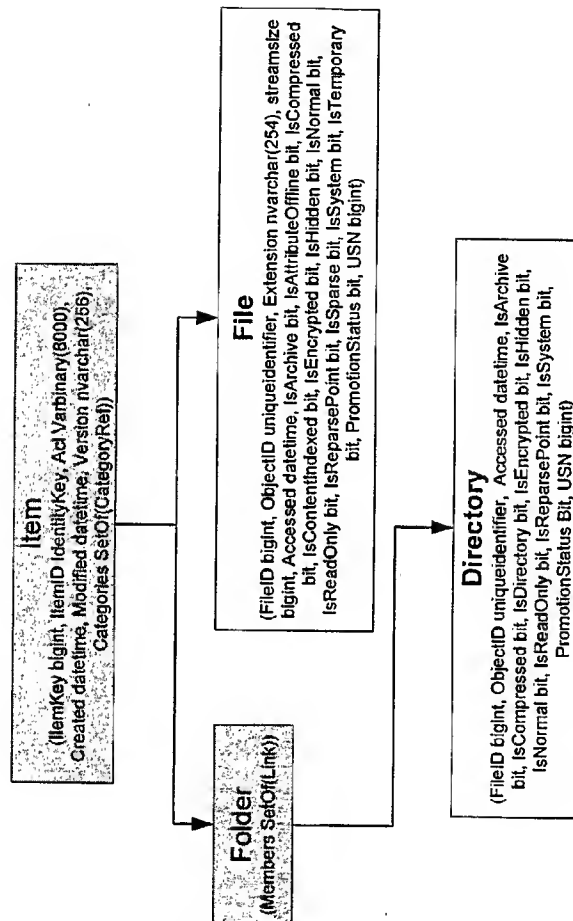 Item
(ItemKey bigint, ItemID IdentityKey, Acl Varbinary(8000),
Created datetime, Modified datetime, Version nvarchar(256),
Categories SetOf(CategoryRef))
Folder
(Members SetOf(Link))
File
(FileID bigint, ObjectID uniqueidentifier, Extension nvarchar(254), streamsize
bigint, Accessed datetime, IsArchive bit, IsAttributeOffline bit, IsCompressed
bit, IsContentIndexed bit, IsEncrypted bit, IsHidden bit, IsNormal bit,
IsReadOnly bit, IsReparsePoint bit, IsSparse bit, IsSystem bit, IsTemporary
bit, PromotionStatus bit, USN bigint)
Directory
(FileID bigint, ObjectID uniqueidentifier, Accessed datetime, IsArchive
bit, IsCompressed bit, IsDirectory bit, IsEncrypted bit, IsHidden bit,
IsNormal bit, IsReadOnly bit, IsReparsePoint bit, IsSystem bit,
PromotionStatus Bit, USN bigint)